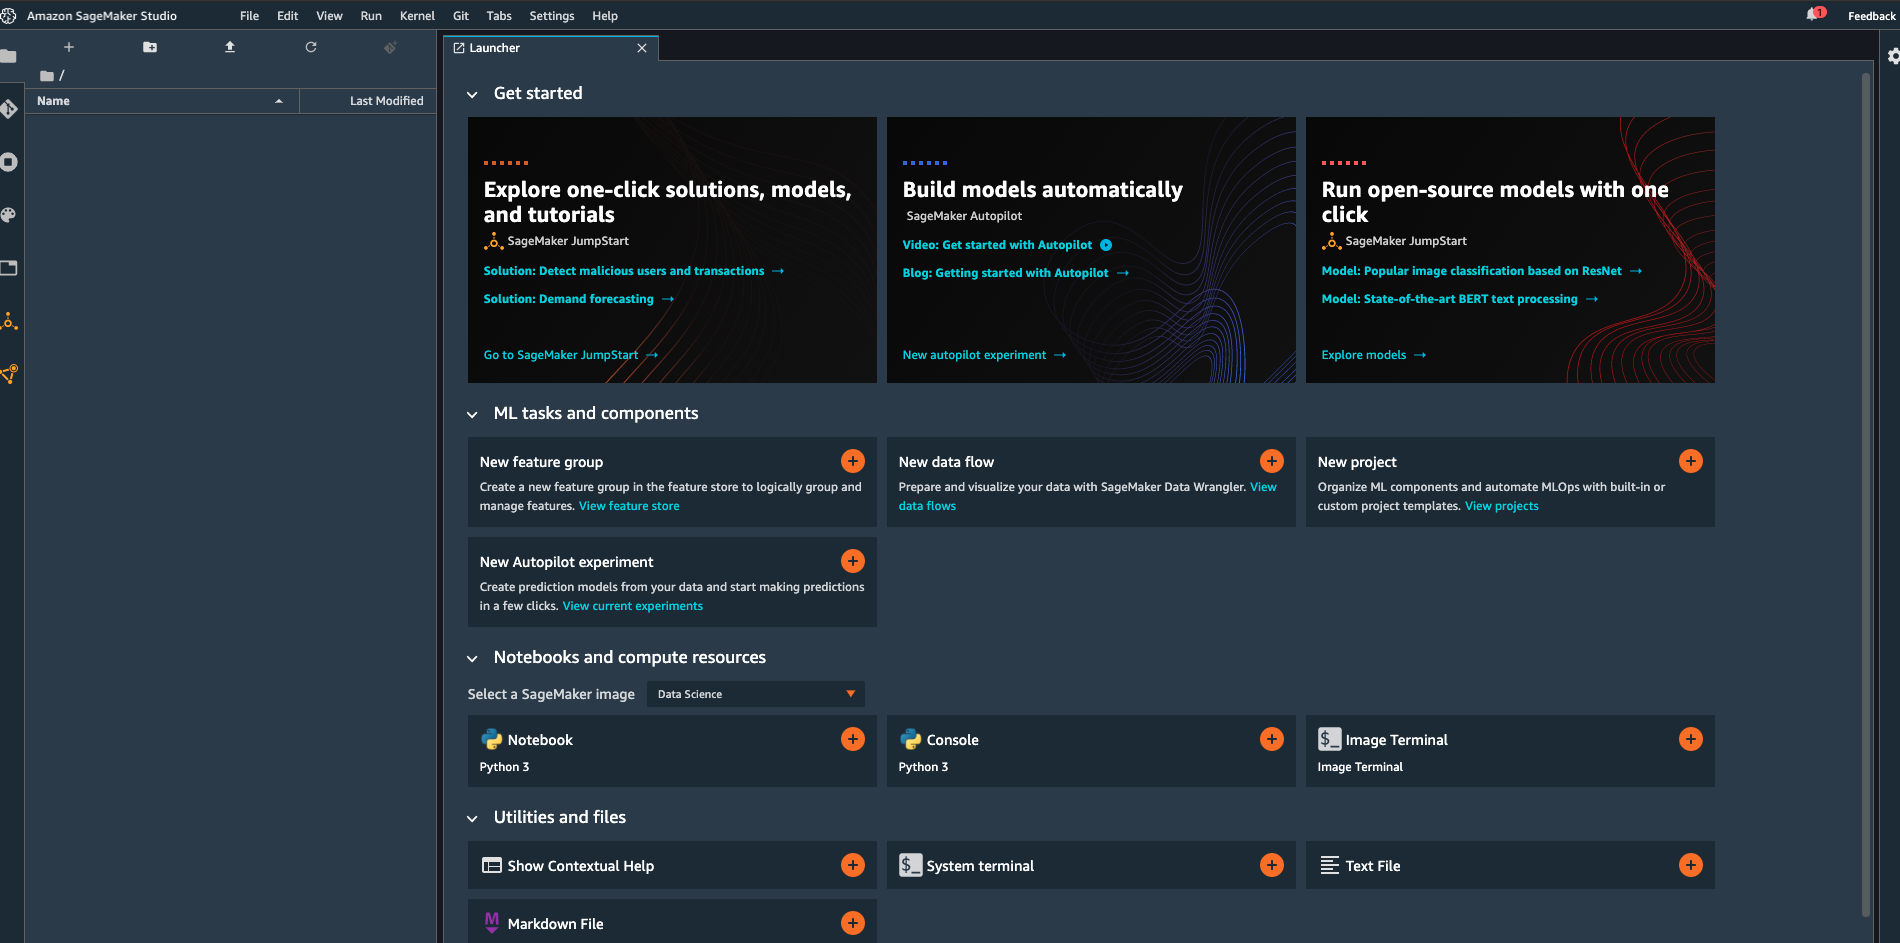 Amazon SageMaker Studio
File Edit View Run Kernel Git Tabs Settings Help
1
Feedback
/
Name
Last Modified
Launcher
Get started
Explore one-click solutions, models,
and tutorials
SageMaker JumpStart
Solution: Detect malicious users and transactions →
Solution: Demand forecasting →
Go to SageMaker JumpStart →
Build models automatically
SageMaker Autopilot
Video: Get started with Autopilot
Blog: Getting started with Autopilot →
New autopilot experiment →
Run open-source models with one
click
SageMaker JumpStart
Model: Popular image classification based on ResNet →
Model: State-of-the-art BERT text processing →
Explore models →
ML tasks and components
New feature group
Create a new feature group in the feature store to logically group and
manage features. View feature store
New data flow
Prepare and visualize your data with SageMaker Data Wrangler. View
data flows
New project
Organize ML components and automate MLOps with built-in or
custom project templates. View projects
New Autopilot experiment
Create prediction models from your data and start making predictions
in a few clicks. View current experiments
Notebooks and compute resources
Select a SageMaker image
Data Science
Notebook
Python 3
Console
Python 3
$_ Image Terminal
Image Terminal
Utilities and files
Show Contextual Help
$_ System terminal
Text File
M Markdown File